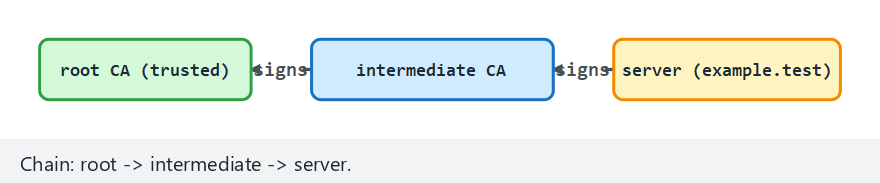 root CA (trusted) signs intermediate CA signs server (example.test)
Chain: root -> intermediate -> server.